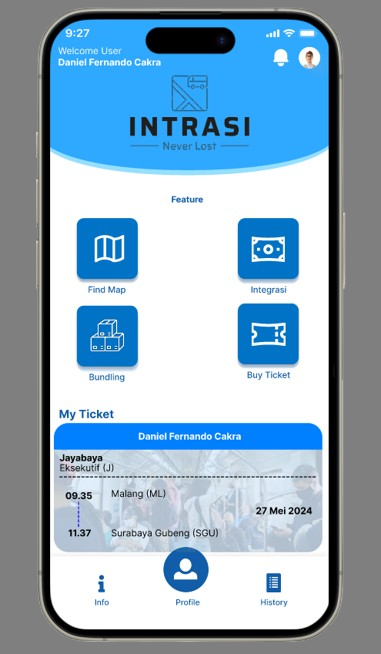 9:27
Welcome User
Daniel Fernando Cakra
INTRASI
Never Lost
Feature
Find Map
Integrasi
Bundling
Buy Ticket
My Ticket
Daniel Fernando Cakra
Jayabaya
Eksekutif (J)
09.35 Malang (ML)
27 Mei 2024
11.37 Surabaya Gubeng (SGU)
Info Profile History